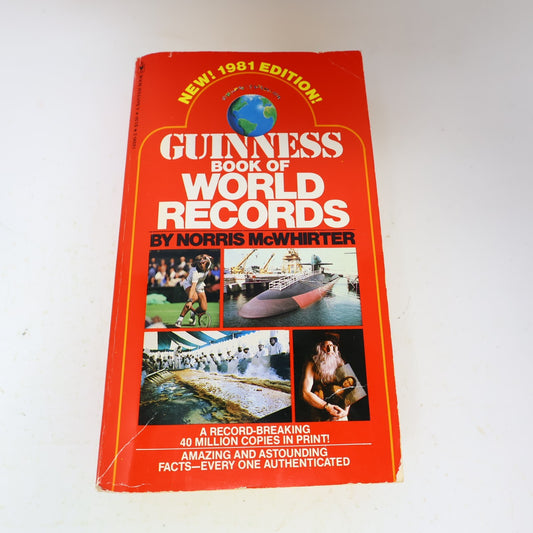 NEW! 1981 EDITION!
GUINNESS
BOOK OF
WORLD
RECORDS
BY NORRIS McWHIRTER
A RECORD-BREAKING
40 MILLION COPIES IN PRINT!
AMAZING AND ASTOUNDING
FACTS—EVERY ONE AUTHENTICATED